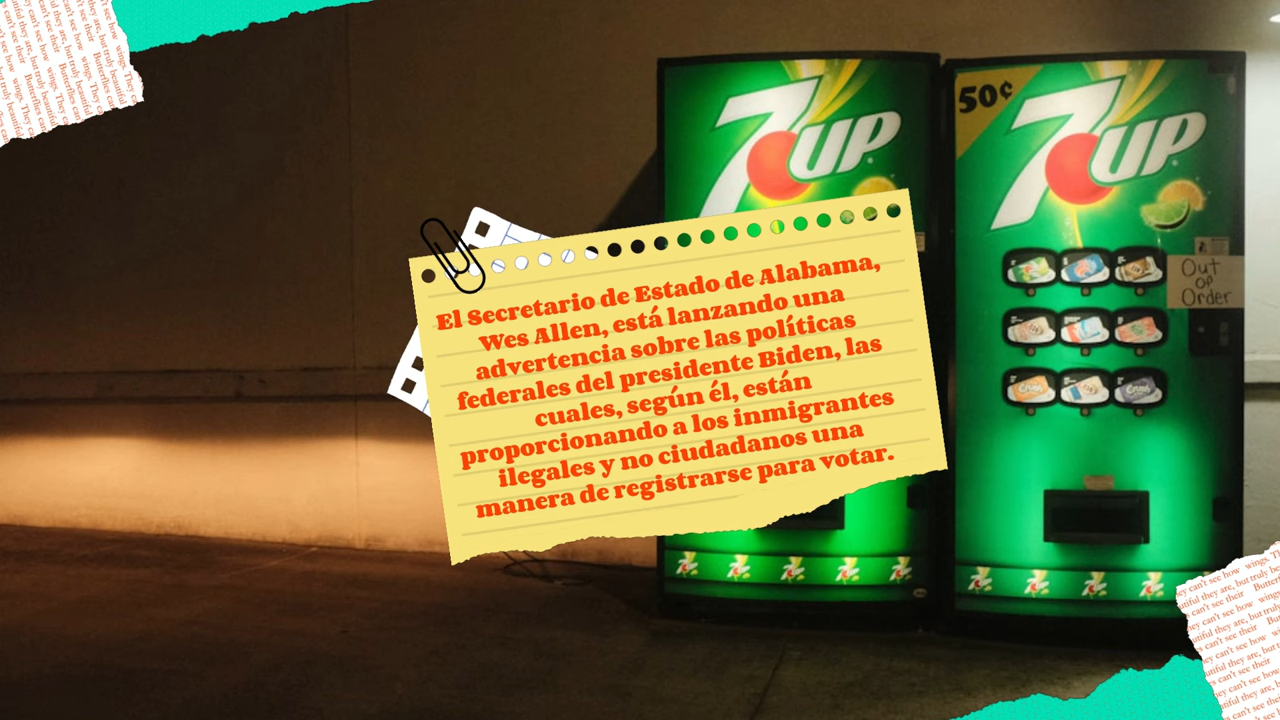 7UP
50¢
7UP
Out
of
Order
El Secretario de Estado de Alabama,
Wes Allen, está lanzando una
advertencia sobre las políticas
federales del presidente Biden, las
cuales, según él, están
proporcionando a los inmigrantes
ilegales y no ciudadanos una
manera de registrarse para votar.